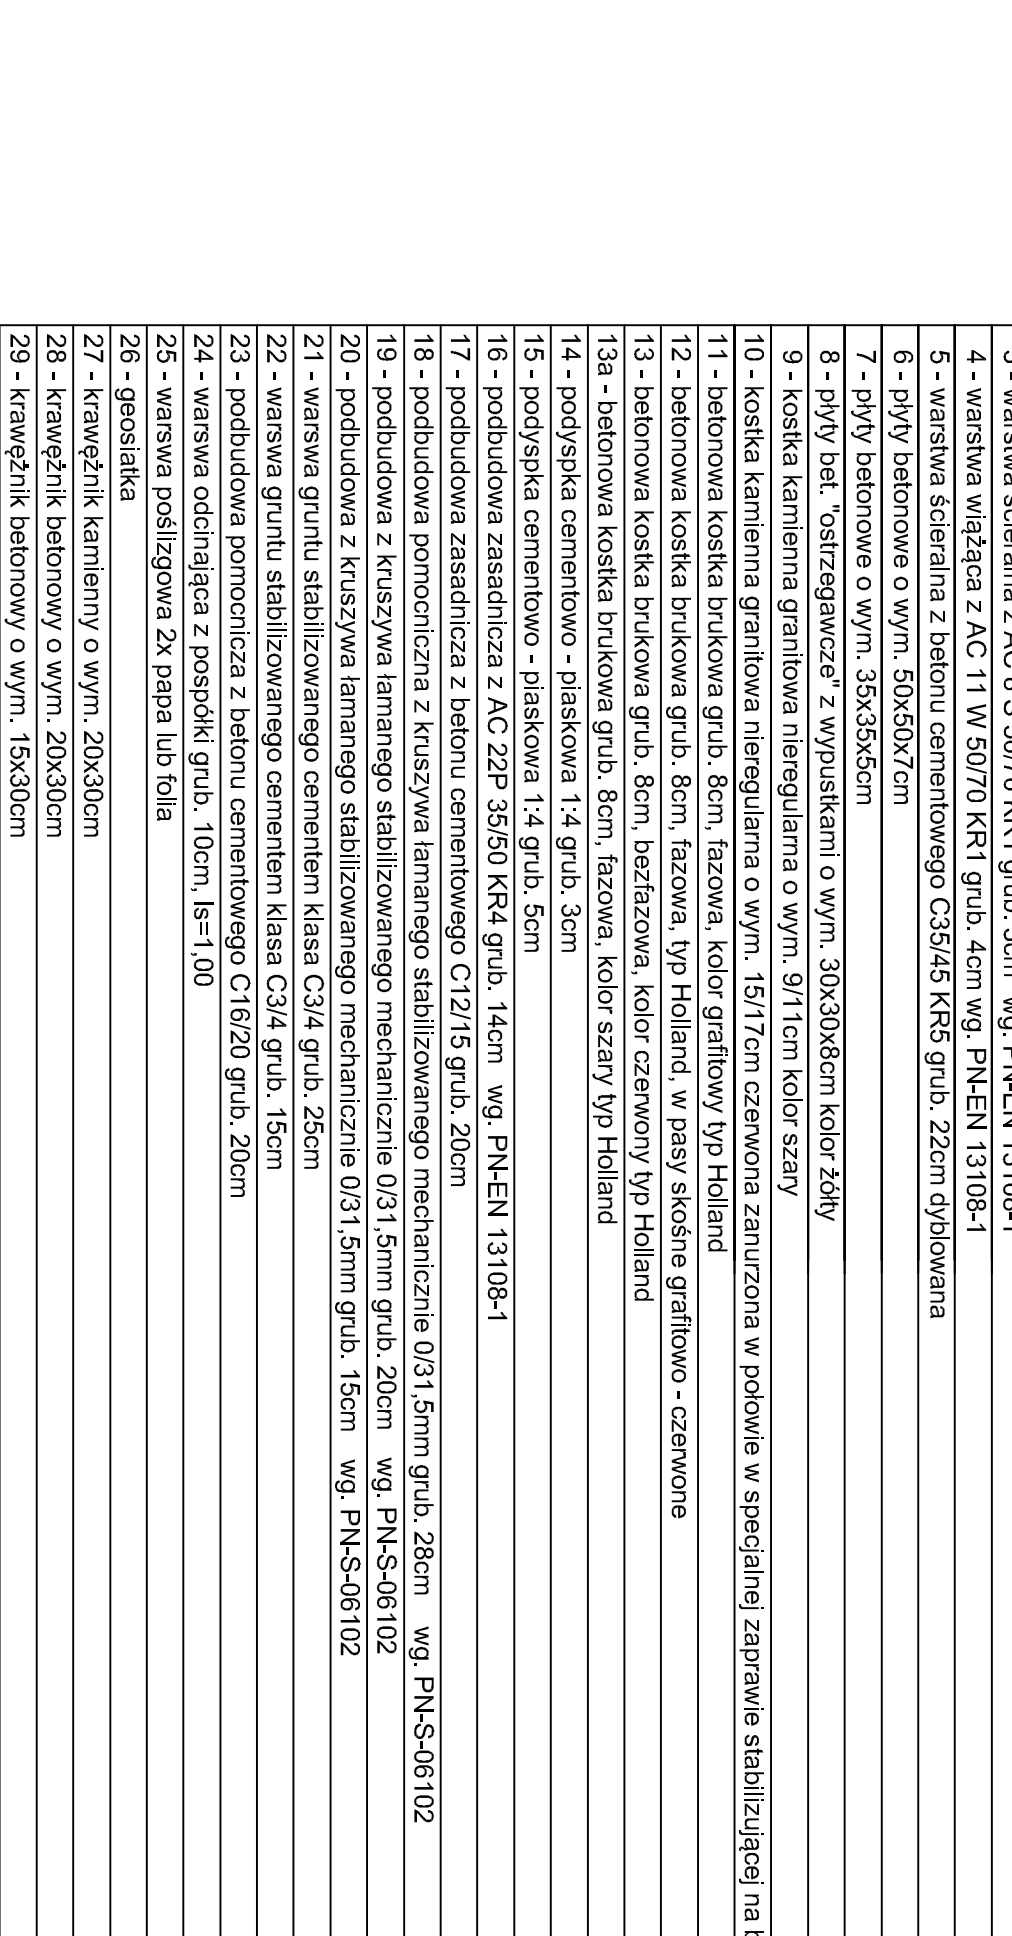 4 - warstwa wiążąca z AC 11 W 50/70 KR1 grub. 4cm wg. PN-EN 13108-1
5 - warstwa ścieralna z betonu cementowego C35/45 KR5 grub. 22cm dyblowana
6 - płyty betonowe o wym. 50x50x7cm
7 - płyty betonowe o wym. 35x35x5cm
8 - płyty bet. "ostrzegawcze" z wypustkami o wym. 30x30x8cm kolor żółty
9 - kostka kamienna granitowa nieregularna o wym. 9/11cm kolor szary
10 - kostka kamienna granitowa nieregularna o wym. 15/17cm czerwona zanurzona w połowie w specjalnej zaprawie stabilizującej na
11 - betonowa kostka brukowa grub. 8cm, fazowa, kolor grafitowy typ Holland
12 - betonowa kostka brukowa grub. 8cm, fazowa, typ Holland, w pasy skośne grafitowo - czerwone
13 - betonowa kostka brukowa grub. 8cm, bezfazowa, kolor czerwony typ Holland
13a - betonowa kostka brukowa grub. 8cm, fazowa, kolor szary typ Holland
14 - podyspka cementowo - piaskowa 1:4 grub. 3cm
15 - podyspka cementowo - piaskowa 1:4 grub. 5cm
16 - podbudowa zasadnicza z AC 22P 35/50 KR4 grub. 14cm wg. PN-EN 13108-1
17 - podbudowa zasadnicza z betonu cementowego C12/15 grub. 20cm
18 - podbudowa pomocniczna z kruszywa łamanego stabilizowanego mechanicznie 0/31,5mm grub. 28cm wg. PN-S-06102
19 - podbudowa z kruszywa łamanego stabilizowanego mechanicznie 0/31,5mm grub. 20cm wg. PN-S-06102
20 - podbudowa z kruszywa łamanego stabilizowanego mechanicznie 0/31,5mm grub. 15cm wg. PN-S-06102
21 - warswa gruntu stabilizowanego cementem klasa C3/4 grub. 25cm
22 - warswa gruntu stabilizowanego cementem klasa C3/4 grub. 15cm
23 - podbudowa pomocnicza z betonu cementowego C16/20 grub. 20cm
24 - warswa odcinająca z pospółki grub. 10cm, Is=1,00
25 - warswa poślizgowa 2x papa lub folia
26 - geosiatka
27 - krawężnik kamienny o wym. 20x30cm
28 - krawężnik betonowy o wym. 20x30cm
29 - krawężnik betonowy o wym. 15x30cm